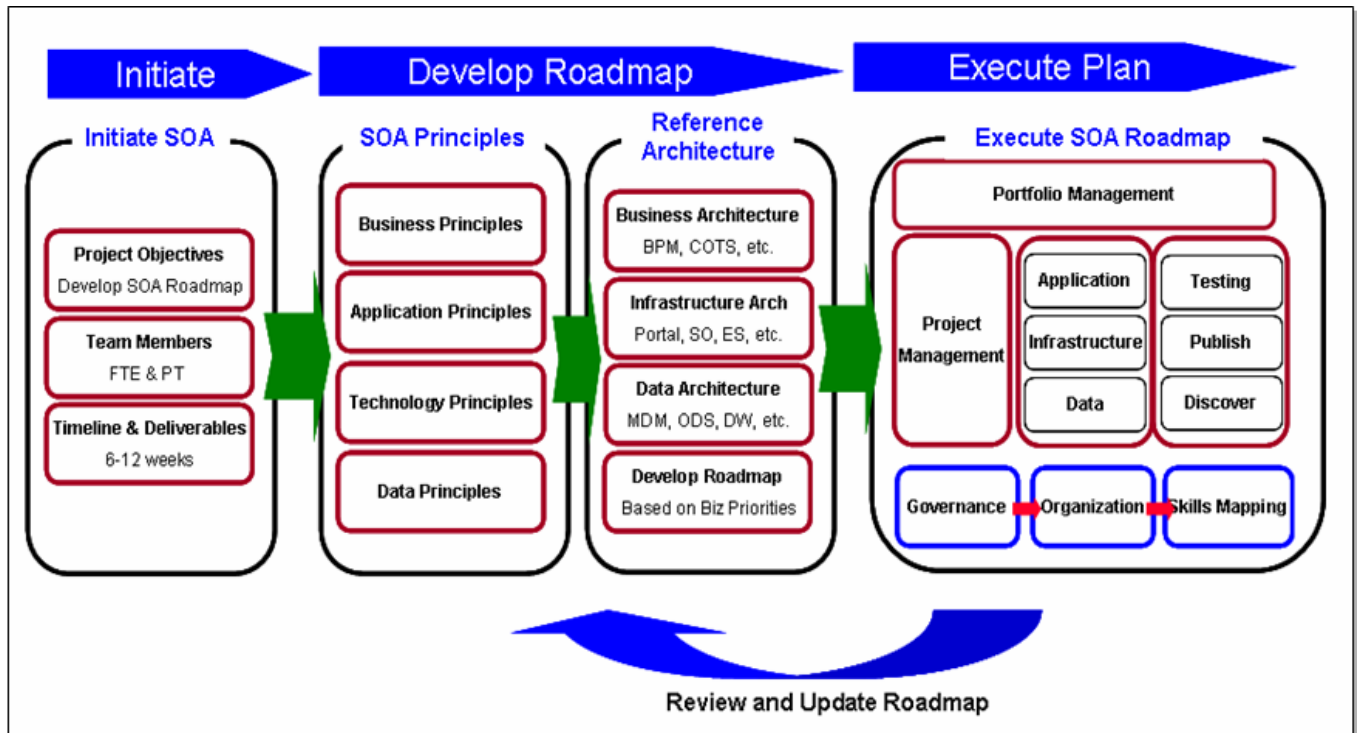 Initiate
Develop Roadmap
Execute Plan
Initiate SOA
Project Objectives
Develop SOA Roadmap
Team Members
FTE & PT
Timeline & Deliverables
6-12 weeks
SOA Principles
Business Principles
Application Principles
Technology Principles
Data Principles
Reference
Architecture
Business Architecture
BPM, COTS, etc.
Infrastructure Arch
Portal, SO, ES, etc.
Data Architecture
MDM, ODS, DW, etc.
Develop Roadmap
Based on Biz Priorities
Execute SOA Roadmap
Portfolio Management
Project
Management
Application
Infrastructure
Data
Testing
Publish
Discover
Governance
Organization
Skills Mapping
Review and Update Roadmap